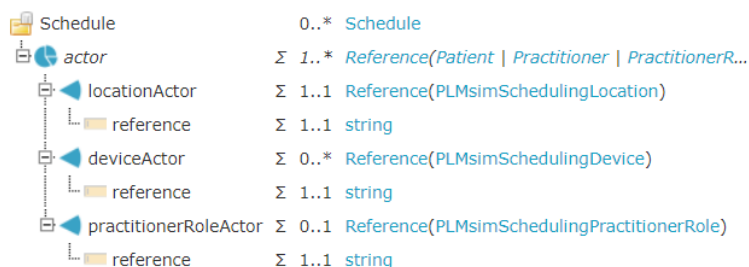 Schedule 0..* Schedule
actor Σ 1..* Reference(Patient | Practitioner | PractitionerR...
locationActor Σ 1..1 Reference(PLMsimSchedulingLocation)
reference Σ 1..1 string
deviceActor Σ 0..* Reference(PLMsimSchedulingDevice)
reference Σ 1..1 string
practitionerRoleActor Σ 0..1 Reference(PLMsimSchedulingPractitionerRole)
reference Σ 1..1 string